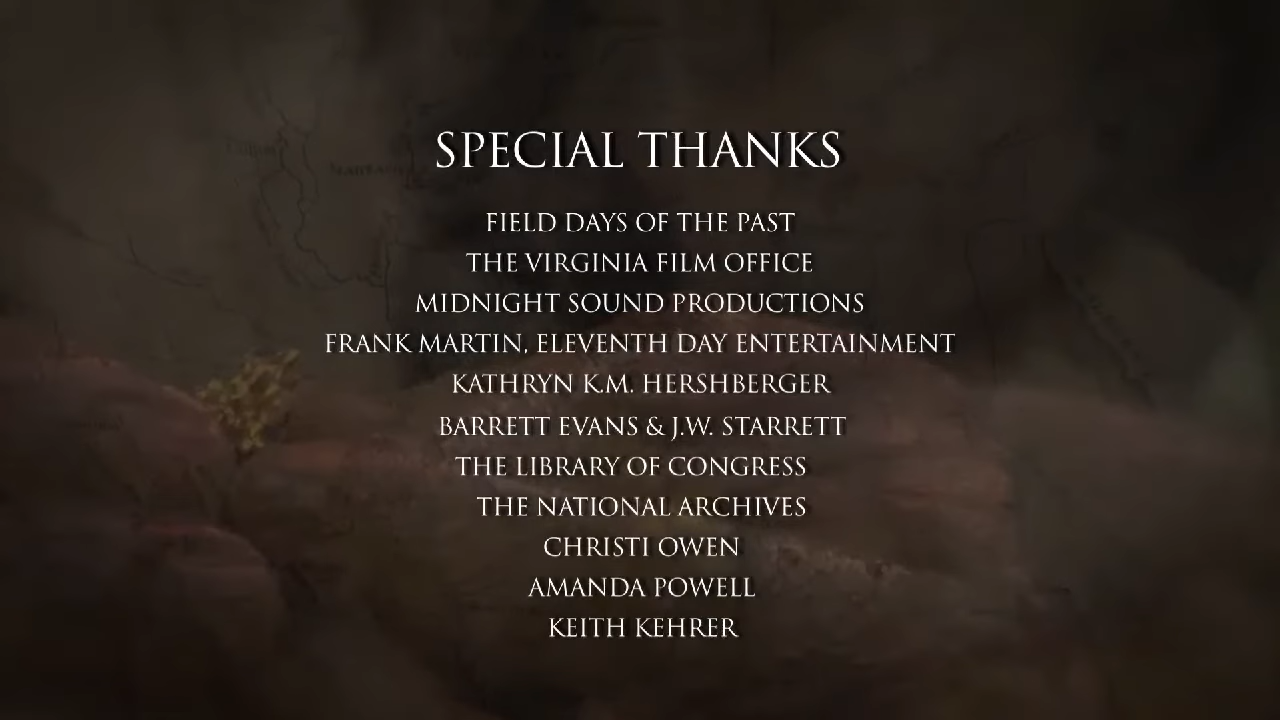 SPECIAL THANKS
FIELD DAYS OF THE PAST
THE VIRGINIA FILM OFFICE
MIDNIGHT SOUND PRODUCTIONS
FRANK MARTIN, ELEVENTH DAY ENTERTAINMENT
KATHRYN K.M. HERSHBERGER
BARRETT EVANS & J.W. STARRETT
THE LIBRARY OF CONGRESS
THE NATIONAL ARCHIVES
CHRISTI OWEN
AMANDA POWELL
KEITH KEHRER